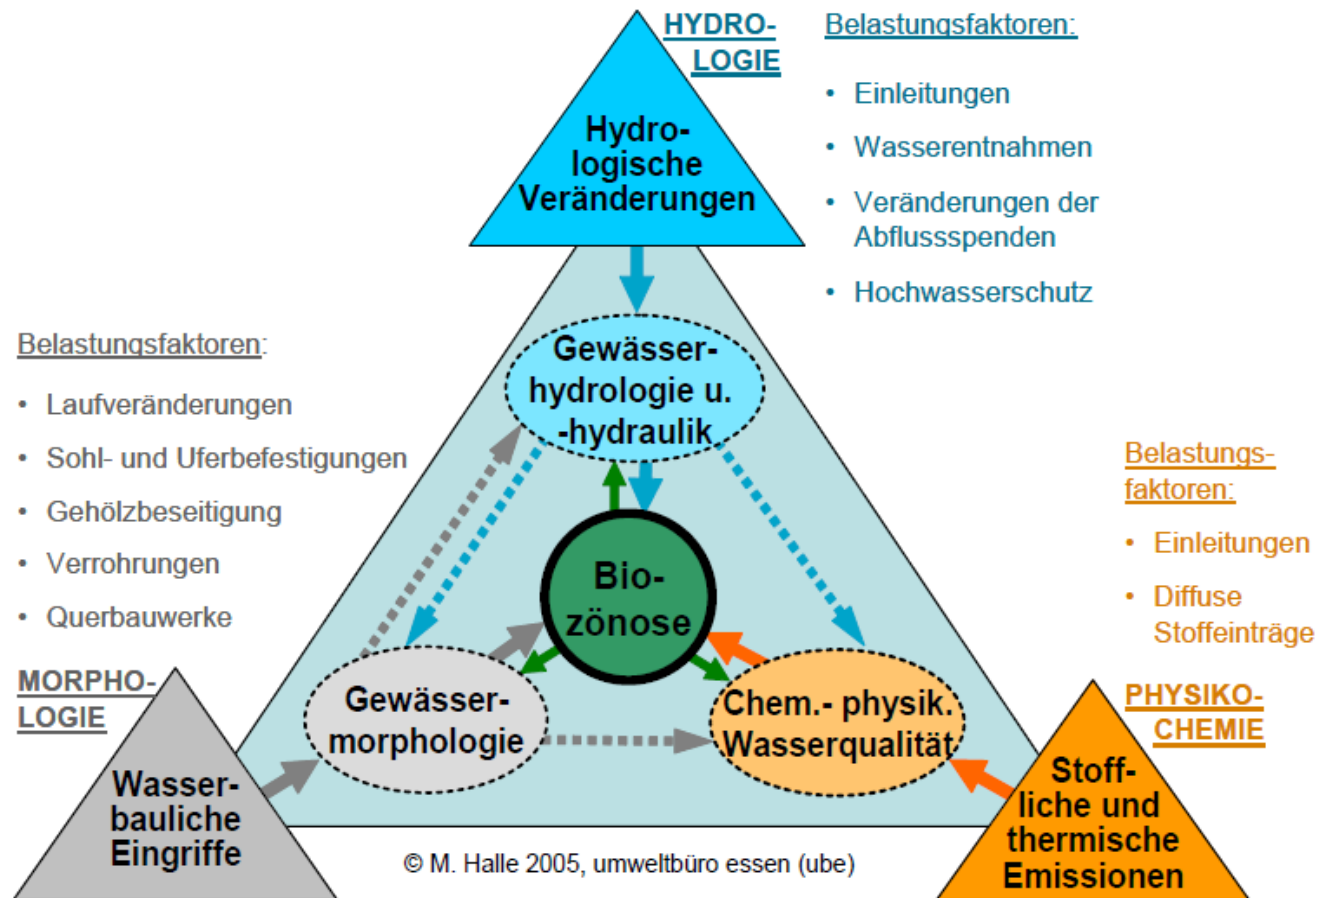 HYDRO-
LOGIE
Belastungsfaktoren:
• Einleitungen
• Wasserentnahmen
• Veränderungen der
Abflussspenden
• Hochwasserschutz
Hydro-
logische
Veränderungen
Gewässer-
hydrologie u.
-hydraulik
Belastungsfaktoren:
• Laufveränderungen
• Sohl- und Uferbefestigungen
• Gehölzbeseitigung
• Verrohrungen
• Querbauwerke
MORPHO-
LOGIE
Belastungs-
faktoren:
• Einleitungen
• Diffuse
Stoffeinträge
PHYSIKO-
CHEMIE
Bio-
zönose
Gewässer-
morphologie
Chem.- physik.
Wasserqualität
Wasser-
bauliche
Eingriffe
Stoff-
liche und
thermische
Emissionen
© M. Halle 2005, umweltbüro essen (ube)